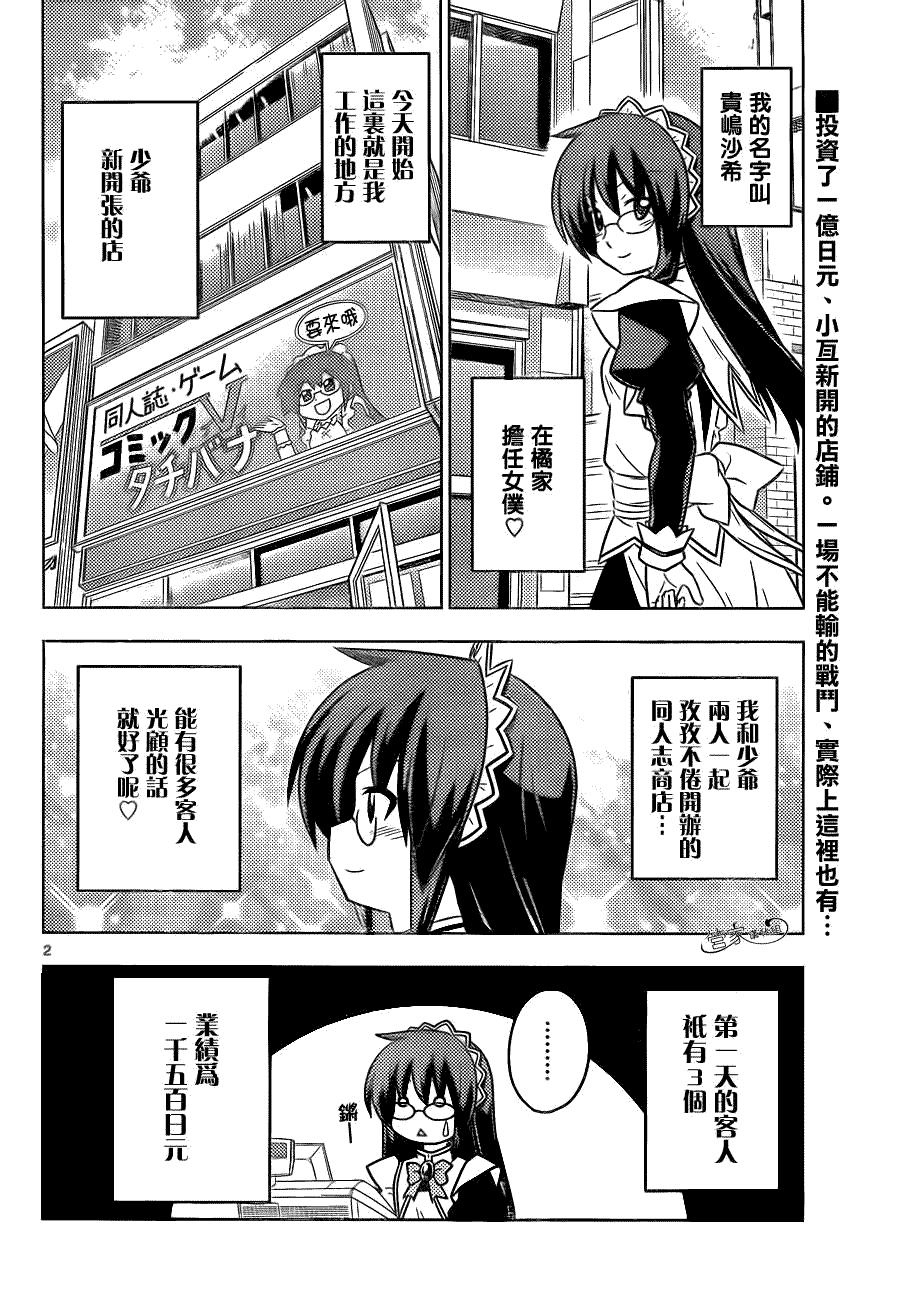 ■投資了一億日元、小亙新開的店鋪。一場不能輸的戰鬥、實際上這裡也有…
我的名字叫
貴嶋沙希
在橘家
擔任女僕♡
今天開始
這裏就是我
工作的地方
少爺
新開張的店
要來哦
同人誌・ゲーム
コミックV
タチバナ
我和少爺
兩人一起
孜孜不倦開辦的
同人志商店…
能有很多客人
光顧的話
就好了呢♡
2
第一天的客人
衹有3個
………
鏘—
業績爲
一千五百日元